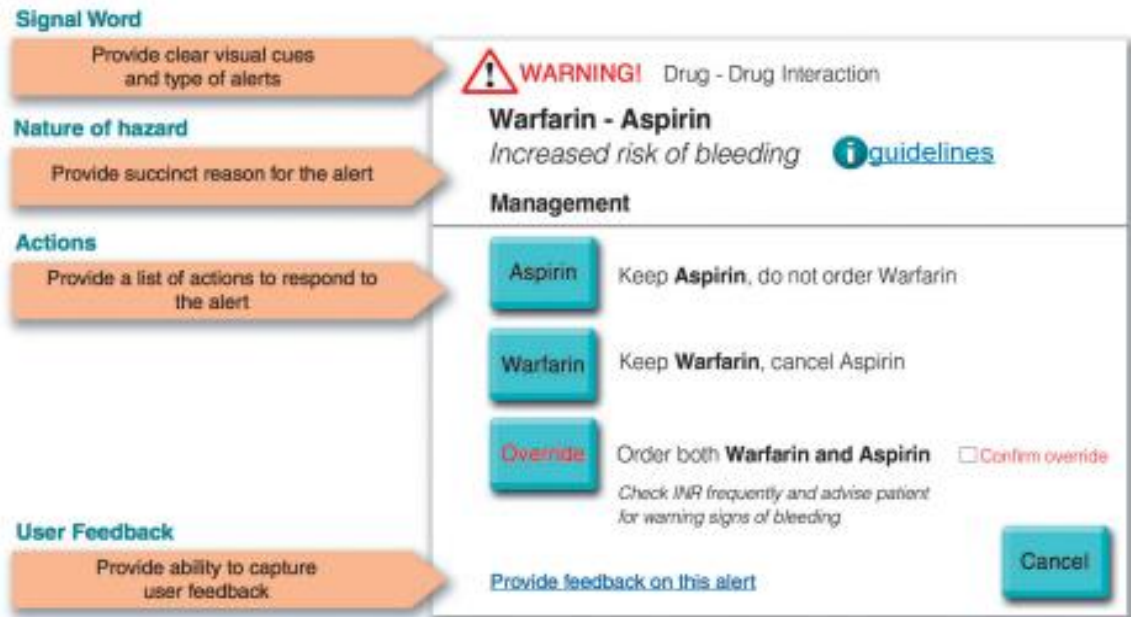 Signal Word
Provide clear visual cues
and type of alerts
Nature of hazard
Provide succinct reason for the alert
Actions
Provide a list of actions to respond to
the alert
User Feedback
Provide ability to capture
user feedback
! WARNING! Drug - Drug Interaction
Warfarin - Aspirin
Increased risk of bleeding i guidelines
Management
Aspirin Keep Aspirin, do not order Warfarin
Warfarin Keep Warfarin, cancel Aspirin
Override Order both Warfarin and Aspirin Confirm override
Check INR frequently and advise patient
for warning signs of bleeding
Cancel
Provide feedback on this alert